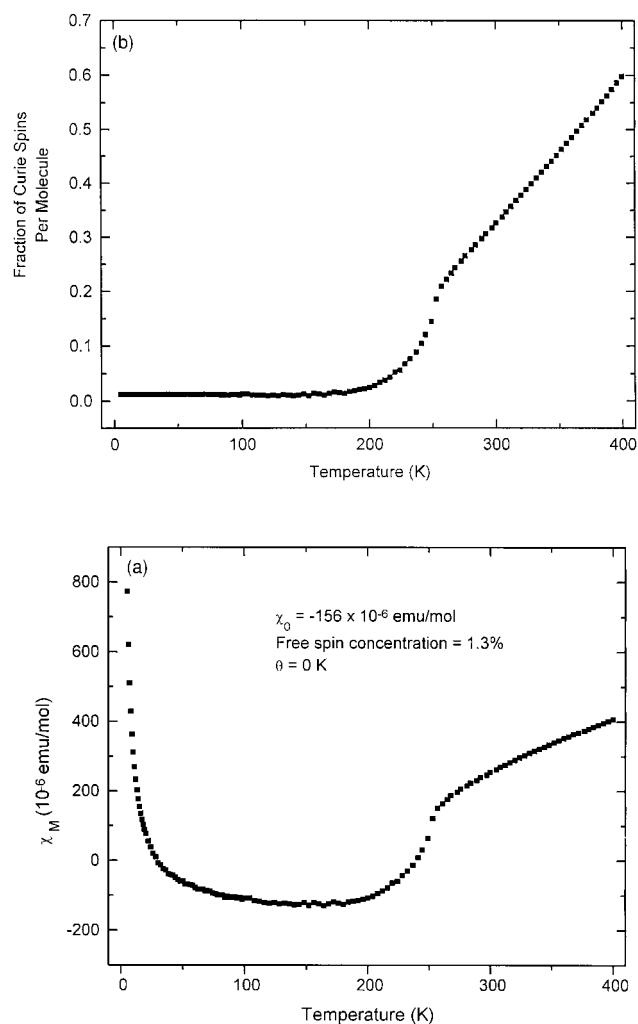 (b)
0.7
0.6
0.5
0.4
0.3
0.2
0.1
0.0
Fraction of Curie Spins
Per Molecule
0 100 200 300 400
Temperature (K)
(a)
800
600
400
200
0
-200
χM (10-6 emu/mol)
χ0 = -156 x 10-6 emu/mol
Free spin concentration = 1.3%
θ = 0 K
0 100 200 300 400
Temperature (K)